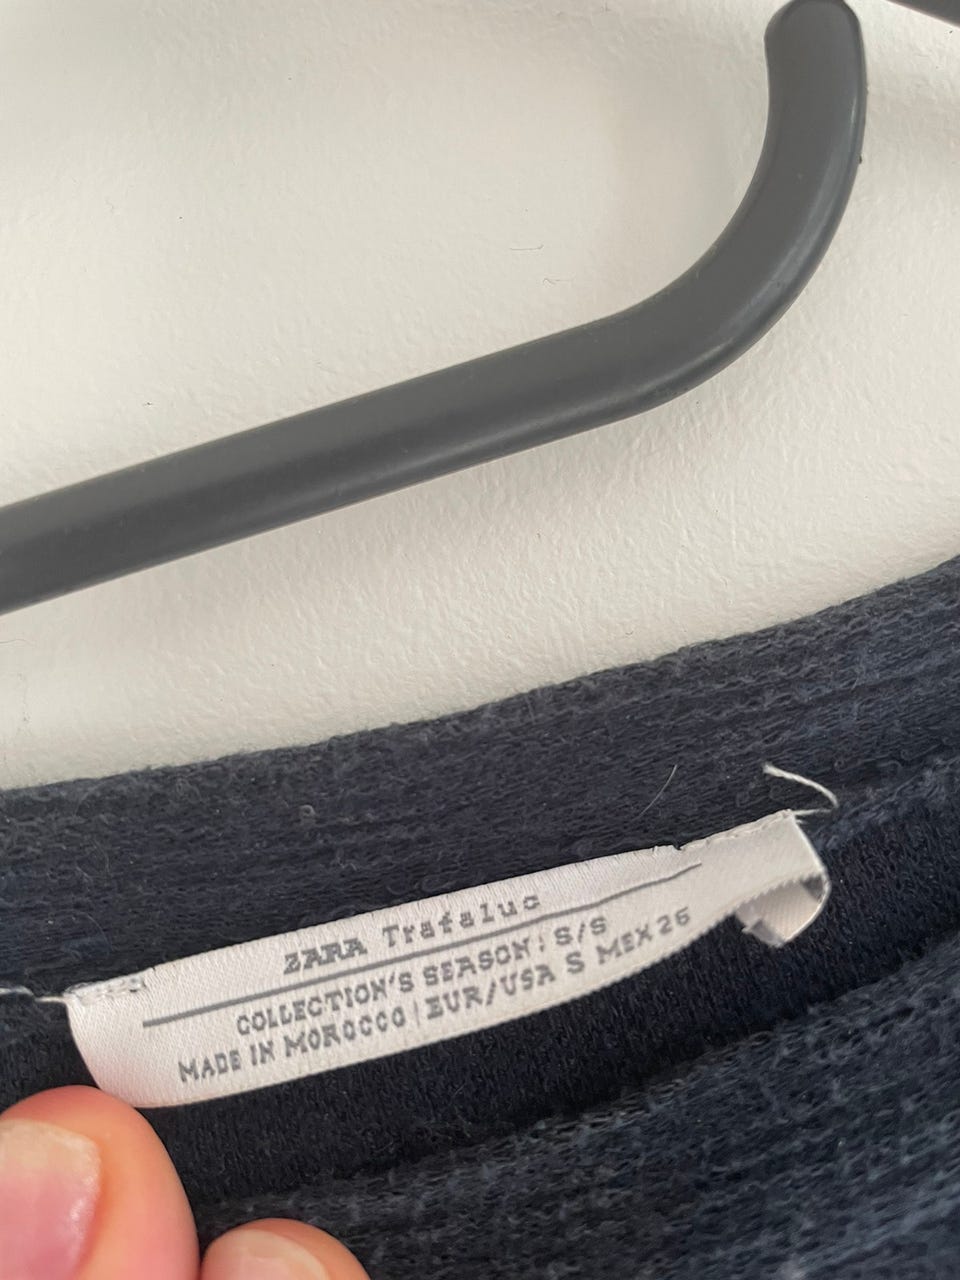 ZARA Trafaluc
COLLECTION'S SEASON: S/S
MADE IN MOROCCO | EUR/USA S MEX 26